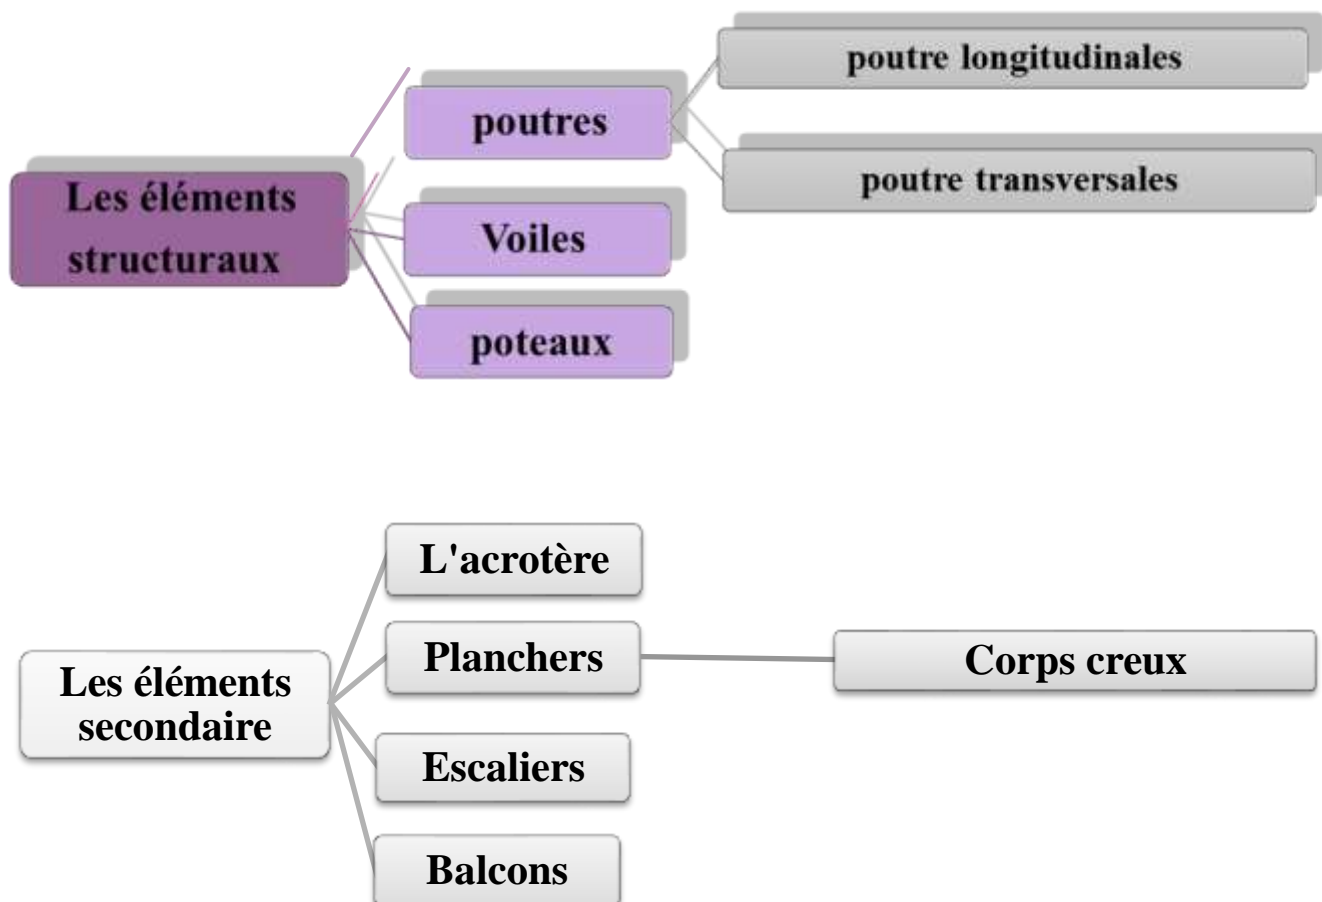 poutre longitudinales
poutres
poutre transversales
Les éléments
structuraux
Voiles
poteaux
L'acrotère
Planchers
Corps creux
Les éléments
secondaire
Escaliers
Balcons